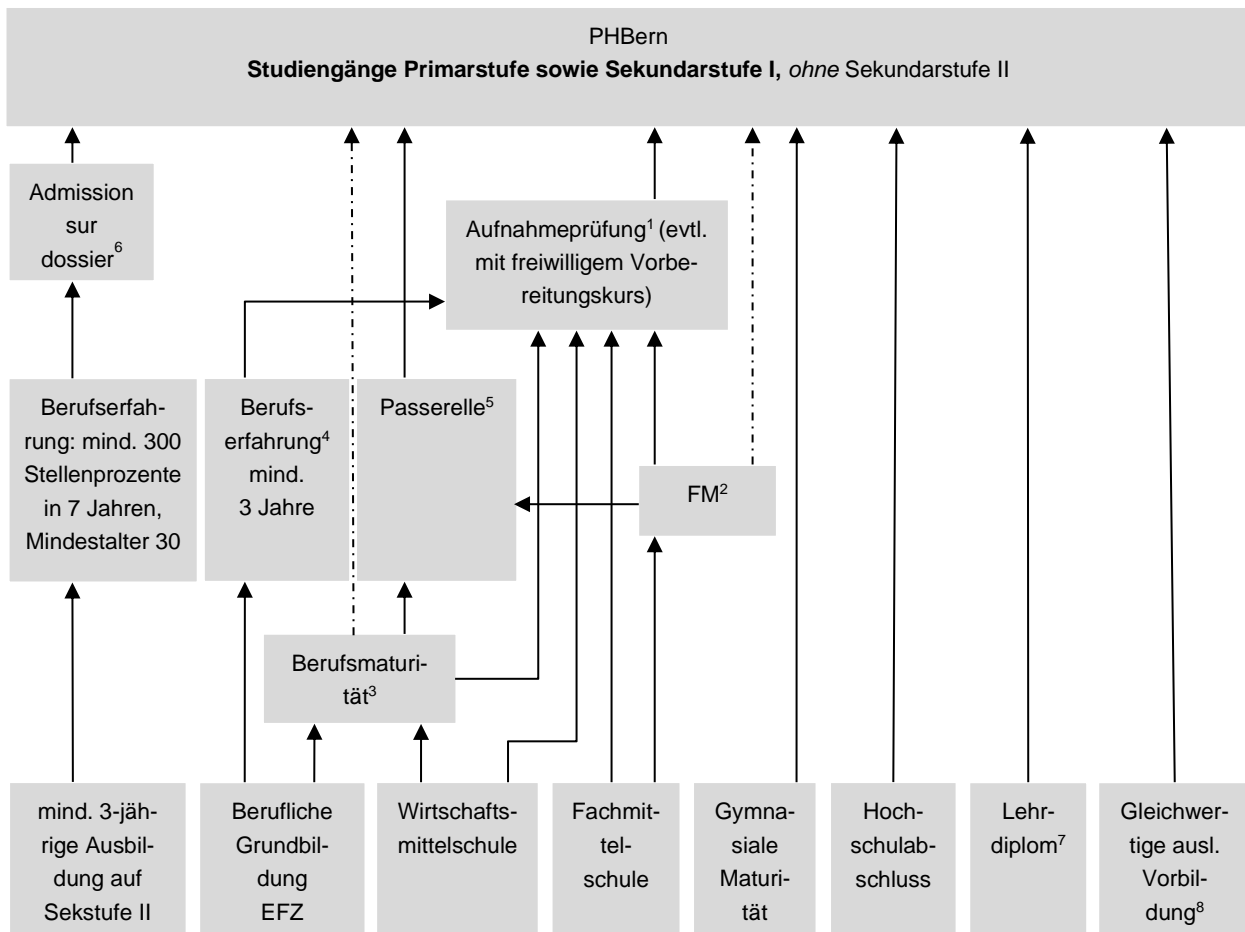 PHBern
Studiengänge Primarstufe sowie Sekundarstufe I, ohne Sekundarstufe II
Admission
sur
dossier⁶
Aufnahmeprüfung¹ (evtl.
mit freiwilligem Vorbe-
reitungskurs)
Berufserfah-
rung: mind. 300
Stellenprozente
in 7 Jahren,
Mindestalter 30
Berufs-
erfahrung⁴
mind.
3 Jahre
Passerelle⁵
FM²
Berufsmaturi-
tät³
mind. 3-jäh-
rige Ausbil-
dung auf
Sekstufe II
Berufliche
Grundbil-
dung
EFZ
Wirtschafts-
mittelschule
Fachmit-
tel-
schule
Gymna-
siale
Maturi-
tät
Hoch-
schulab-
schluss
Lehr-
diplom⁷
Gleichwer-
tige ausl.
Vorbil-
dung⁸